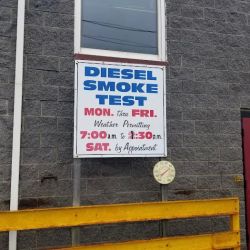 DIESEL
SMOKE
TEST
MON. thru FRI.
Weather Permitting
7:00 a.m. to 1:30 p.m.
SAT. by Appointment